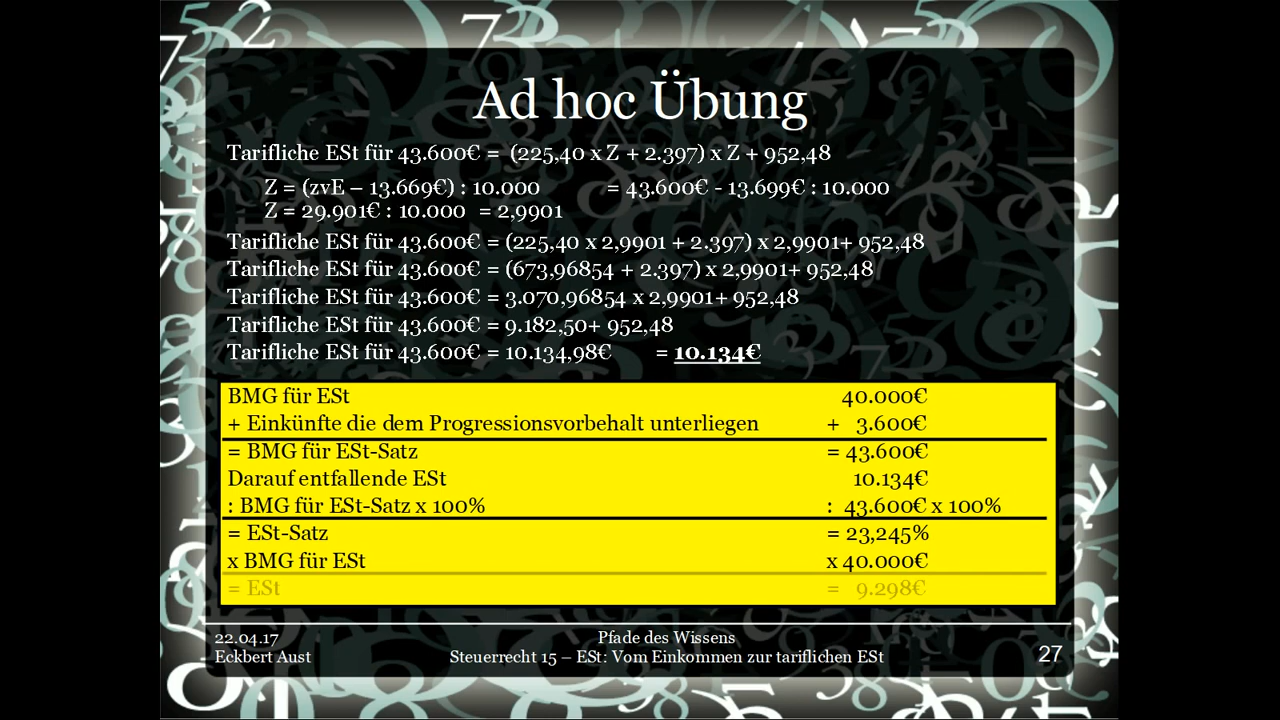 Ad hoc Übung
Tarifliche ESt für 43.600€ = (225,40 x Z + 2.397) x Z + 952,48
Z = (zvE – 13.669€) : 10.000 = 43.600€ - 13.699€ : 10.000
Z = 29.901€ : 10.000 = 2,9901
Tarifliche ESt für 43.600€ = (225,40 x 2,9901 + 2.397) x 2,9901+ 952,48
Tarifliche ESt für 43.600€ = (673,96854 + 2.397) x 2,9901+ 952,48
Tarifliche ESt für 43.600€ = 3.070,96854 x 2,9901+ 952,48
Tarifliche ESt für 43.600€ = 9.182,50+ 952,48
Tarifliche ESt für 43.600€ = 10.134,98€ = 10.134€
BMG für ESt 40.000€
+ Einkünfte die dem Progressionsvorbehalt unterliegen + 3.600€
= BMG für ESt-Satz = 43.600€
Darauf entfallende ESt 10.134€
: BMG für ESt-Satz x 100% : 43.600€ x 100%
= ESt-Satz = 23,245%
x BMG für ESt x 40.000€
= ESt = 9.298€
22.04.17 Pfade des Wissens
Eckbert Aust Steuerrecht 15 – ESt: Vom Einkommen zur tariflichen ESt 27